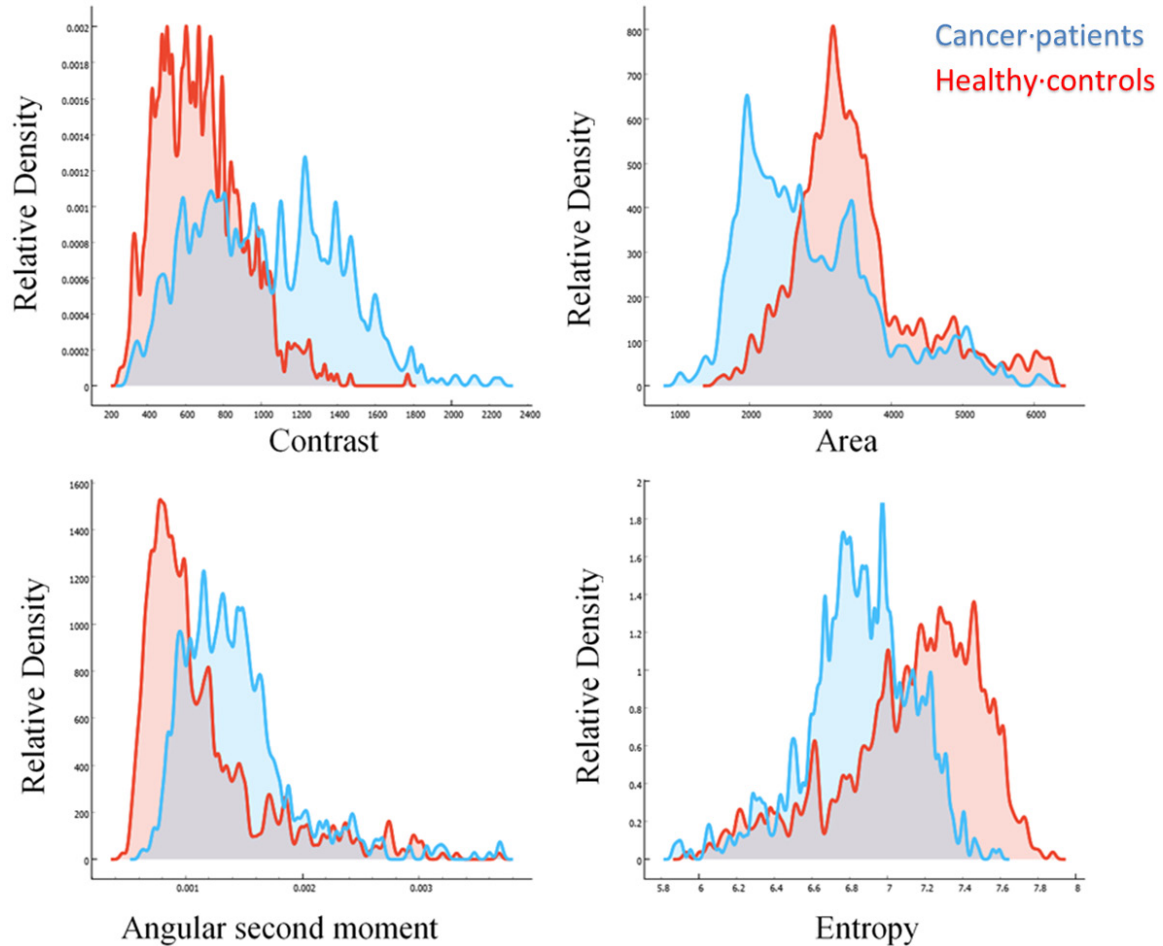 Cancer·patients
Healthy·controls
Relative Density
0.002
0.0018
0.0016
0.0014
0.0012
0.001
0.0008
0.0006
0.0004
0.0002
0
200 400 600 800 1000 1200 1400 1600 1800 2000 2200 2400
Contrast
Relative Density
800
700
600
500
400
300
200
100
0
1000 2000 3000 4000 5000 6000
Area
Relative Density
1600
1400
1200
1000
800
600
400
200
0
0.001 0.002 0.003
Angular second moment
Relative Density
2
1.8
1.6
1.4
1.2
1
0.8
0.6
0.4
0.2
0
5.8 6 6.2 6.4 6.6 6.8 7 7.2 7.4 7.6 7.8 8
Entropy